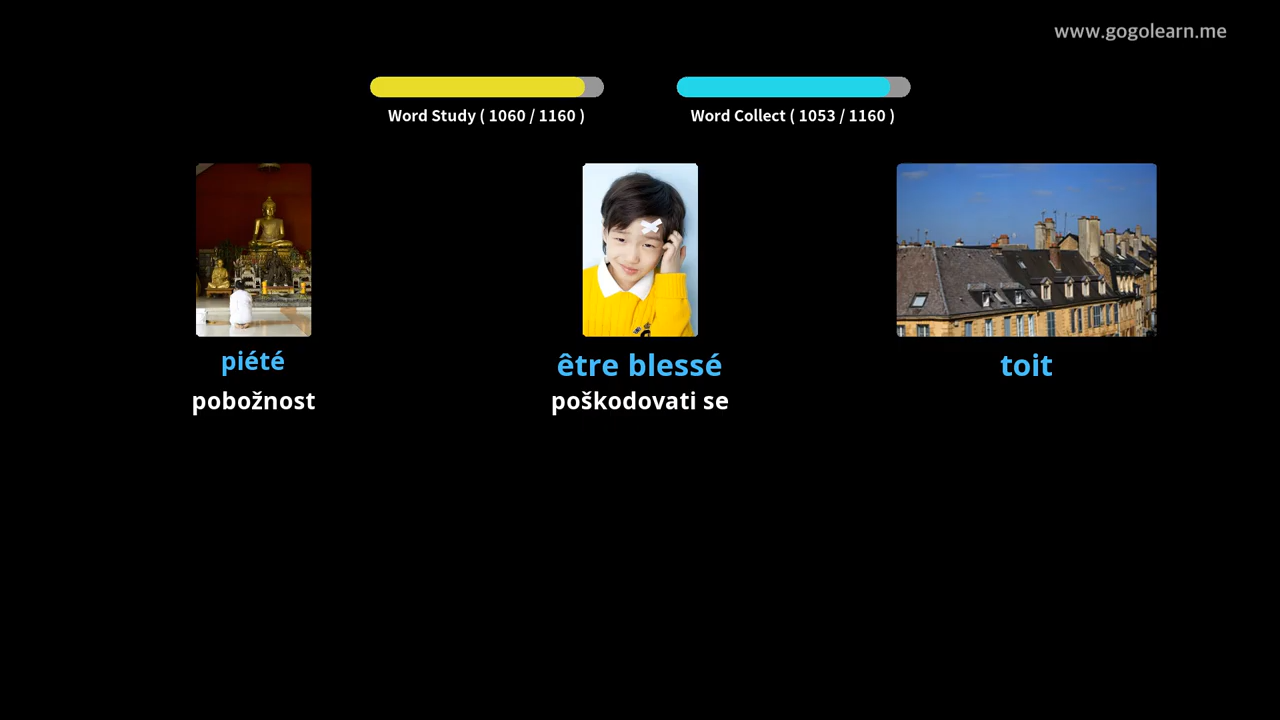 www.gogolearn.me
Word Study ( 1060 / 1160 )
Word Collect ( 1053 / 1160 )
piété
être blessé
toit
pobožnost
poškodovati se